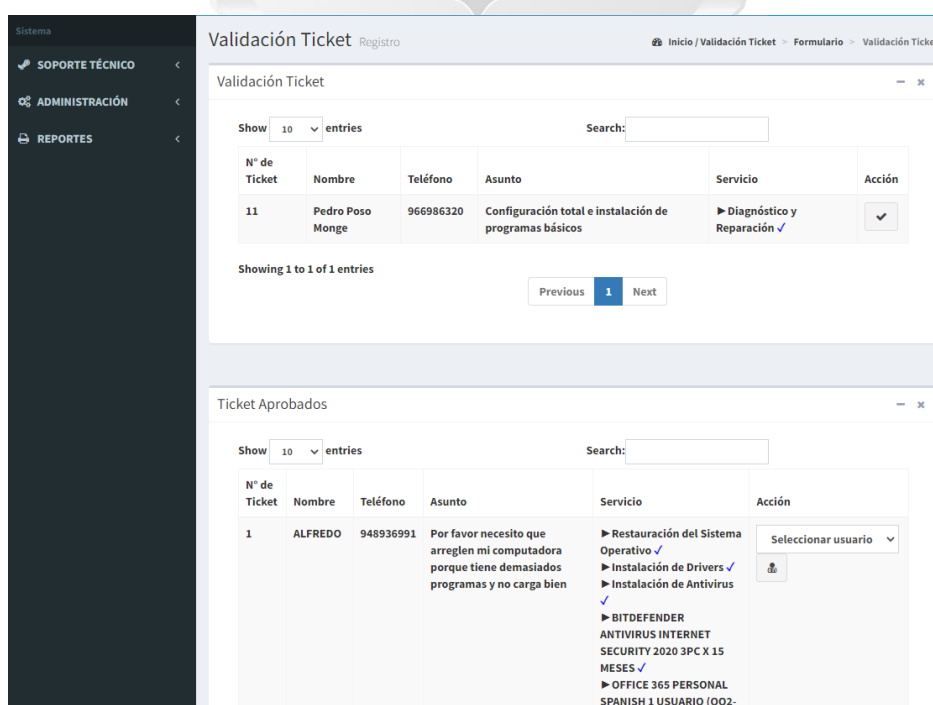 Sistema
SOPORTE TÉCNICO
ADMINISTRACIÓN
REPORTES
Validación Ticket Registro
Inicio / Validación Ticket > Formulario > Validación Ticke
Validación Ticket
Show 10 entries
Search:
N° de Ticket Nombre Teléfono Asunto Servicio Acción
11 Pedro Poso Monge 966986320 Configuración total e instalación de programas básicos ►Diagnóstico y Reparación ✓
Showing 1 to 1 of 1 entries
Previous 1 Next
Ticket Aprobados
Show 10 entries
Search:
N° de Ticket Nombre Teléfono Asunto Servicio Acción
1 ALFREDO 948936991 Por favor necesito que arreglen mi computadora porque tiene demasiados programas y no carga bien
►Restauración del Sistema Operativo ✓
►Instalación de Drivers ✓
►Instalación de Antivirus ✓
►BITDEFENDER ANTIVIRUS INTERNET SECURITY 2020 3PC X 15 MESES ✓
►OFFICE 365 PERSONAL SPANISH 1 USUARIO (QQ2-
Seleccionar usuario